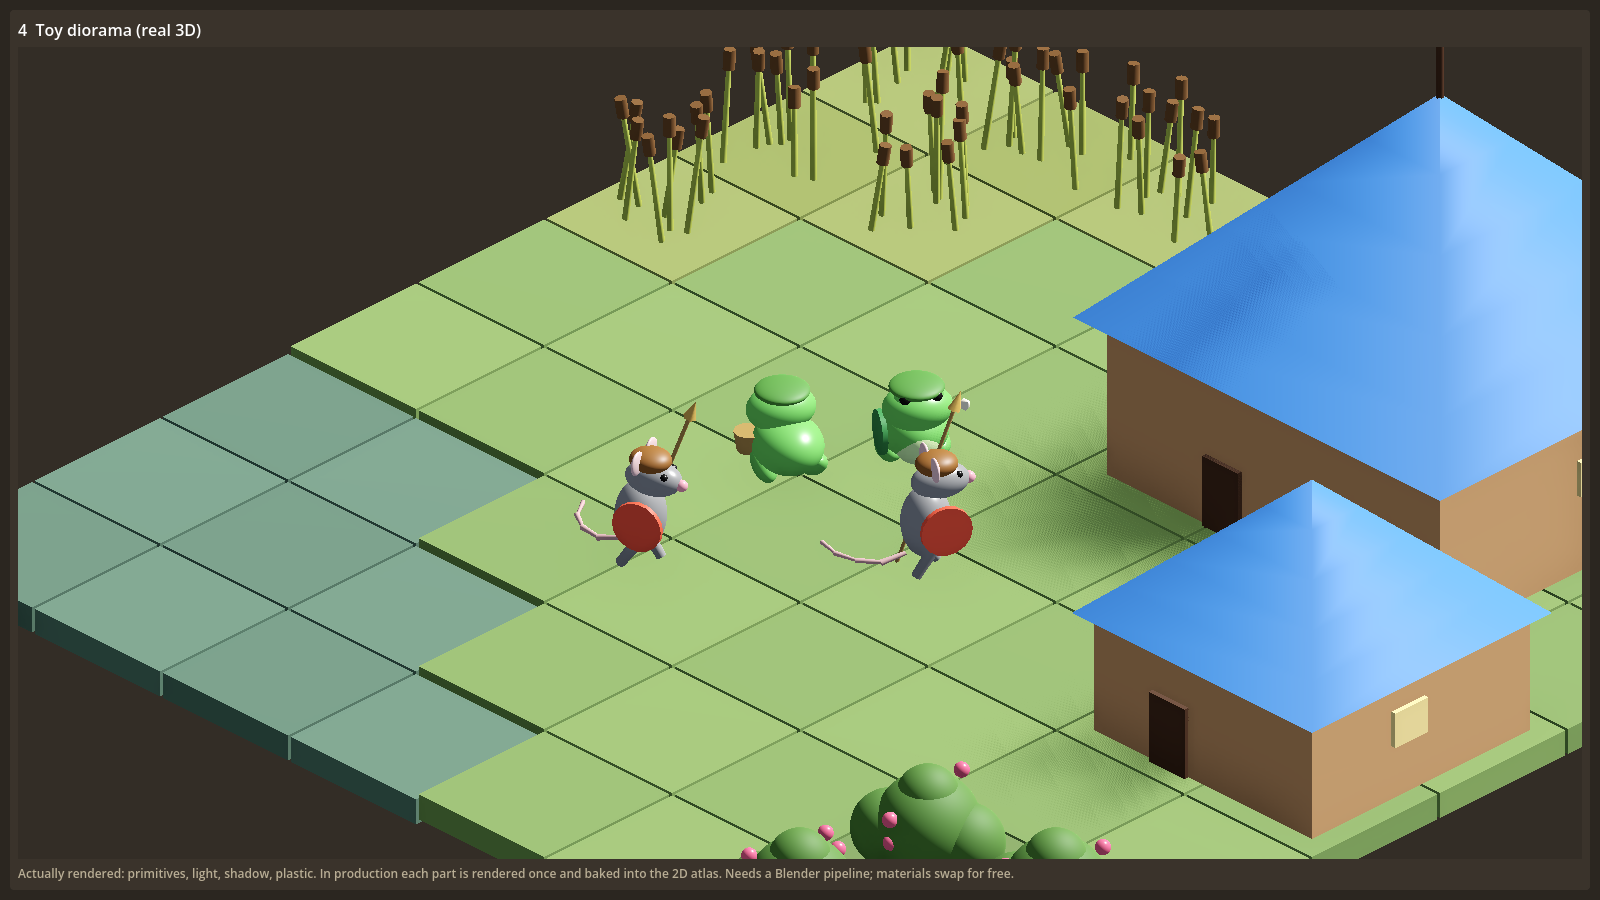 4 Toy diorama (real 3D)
Actually rendered: primitives, light, shadow, plastic. In production each part is rendered once and baked into the 2D atlas. Needs a Blender pipeline; materials swap for free.